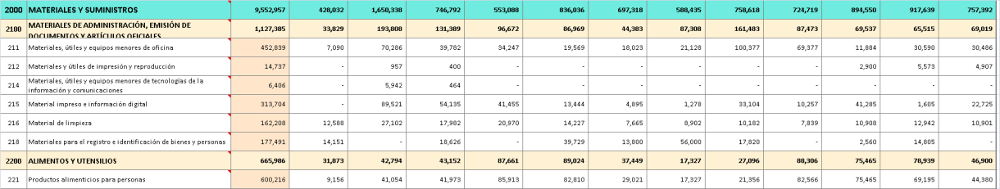 2000 MATERIALES Y SUMINISTROS 9,552,957 428,032 1,650,338 746,792 553,088 836,036 697,318 588,435 758,618 724,719 894,550 917,639 757,392
2100 MATERIALES DE ADMINISTRACIÓN, EMISIÓN DE
DOCUMENTOS Y ARTÍCULOS OFICIALES 1,127,385 33,829 193,808 131,389 96,672 86,969 44,383 87,308 161,483 87,473 69,537 65,515 69,019
211 Materiales, útiles y equipos menores de oficina 452,839 7,090 70,286 39,782 34,247 19,569 18,023 21,128 100,377 69,377 11,884 30,590 30,486
212 Materiales y útiles de impresión y reproducción 14,737 - 957 400 - - - - - - 2,900 5,573 4,907
214 Materiales, útiles y equipos menores de tecnologías de la
información y comunicaciones 6,406 - 5,942 464 - - - - - - - - -
215 Material impreso e información digital 313,704 - 89,521 54,135 41,455 13,444 4,895 1,278 33,104 10,257 41,285 1,605 22,725
216 Material de limpieza 162,208 12,588 27,102 17,982 20,970 14,227 7,665 8,902 10,182 7,839 10,908 12,942 10,901
218 Materiales para el registro e identificación de bienes y personas 177,491 14,151 - 18,626 - 39,729 13,800 56,000 17,820 - 2,560 14,805 -
2200 ALIMENTOS Y UTENSILIOS 665,986 31,873 42,794 43,152 87,661 89,024 37,449 17,327 27,096 88,306 75,465 78,939 46,900
221 Productos alimenticios para personas 600,216 9,156 41,054 41,973 85,913 82,810 29,021 17,327 21,356 82,566 75,465 69,195 44,380